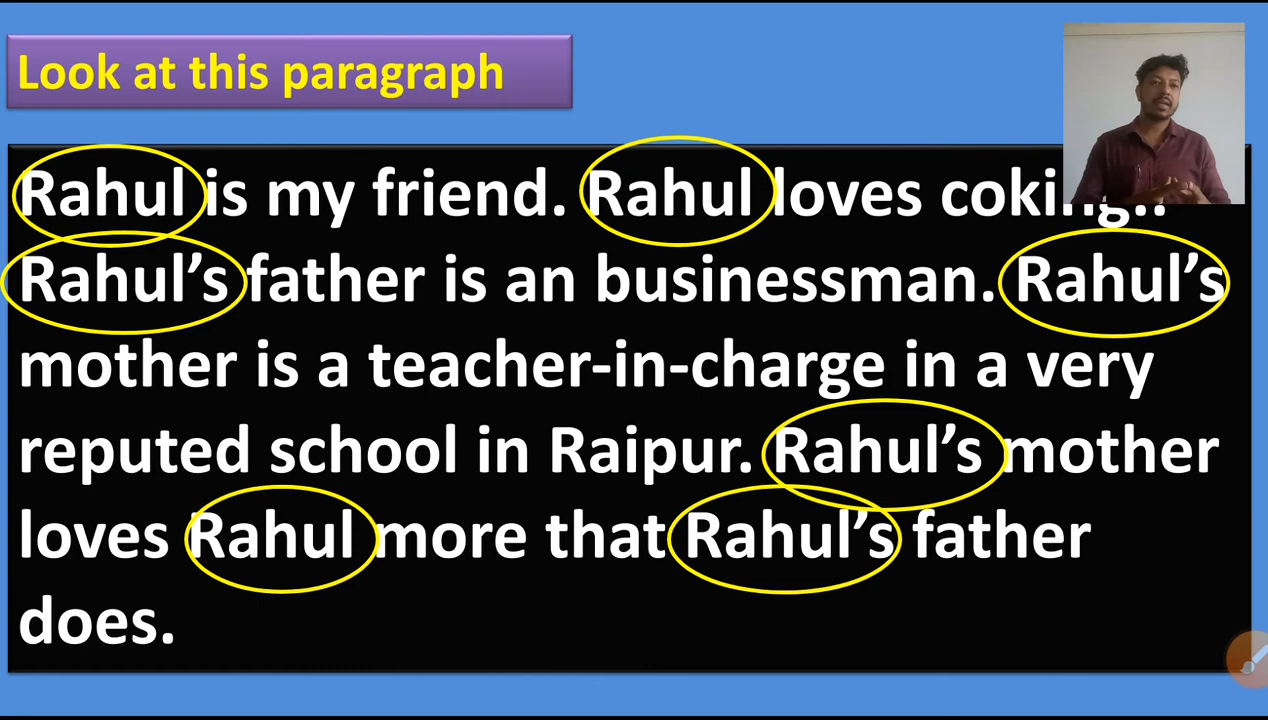 Look at this paragraph
Rahul is my friend. Rahul loves coking..
Rahul’s father is an businessman. Rahul’s
mother is a teacher-in-charge in a very
reputed school in Raipur. Rahul’s mother
loves Rahul more that Rahul’s father
does.